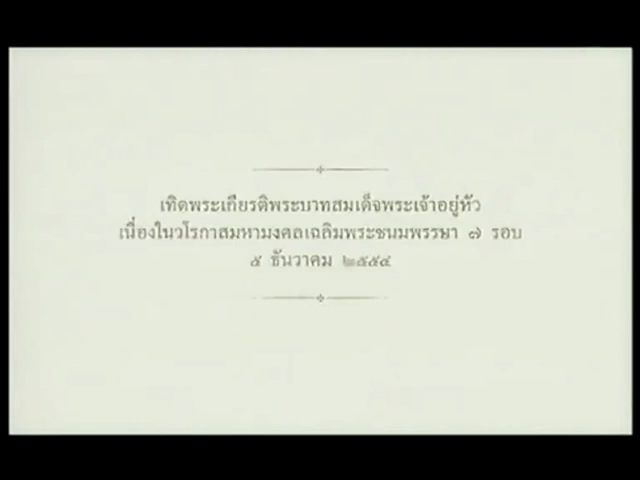 เทิดพระเกียรติพระบาทสมเด็จพระเจ้าอยู่หัว
เนื่องในวโรกาสมหามงคลเฉลิมพระชนมพรรษา ๗ รอบ
๕ ธันวาคม ๒๕๕๔